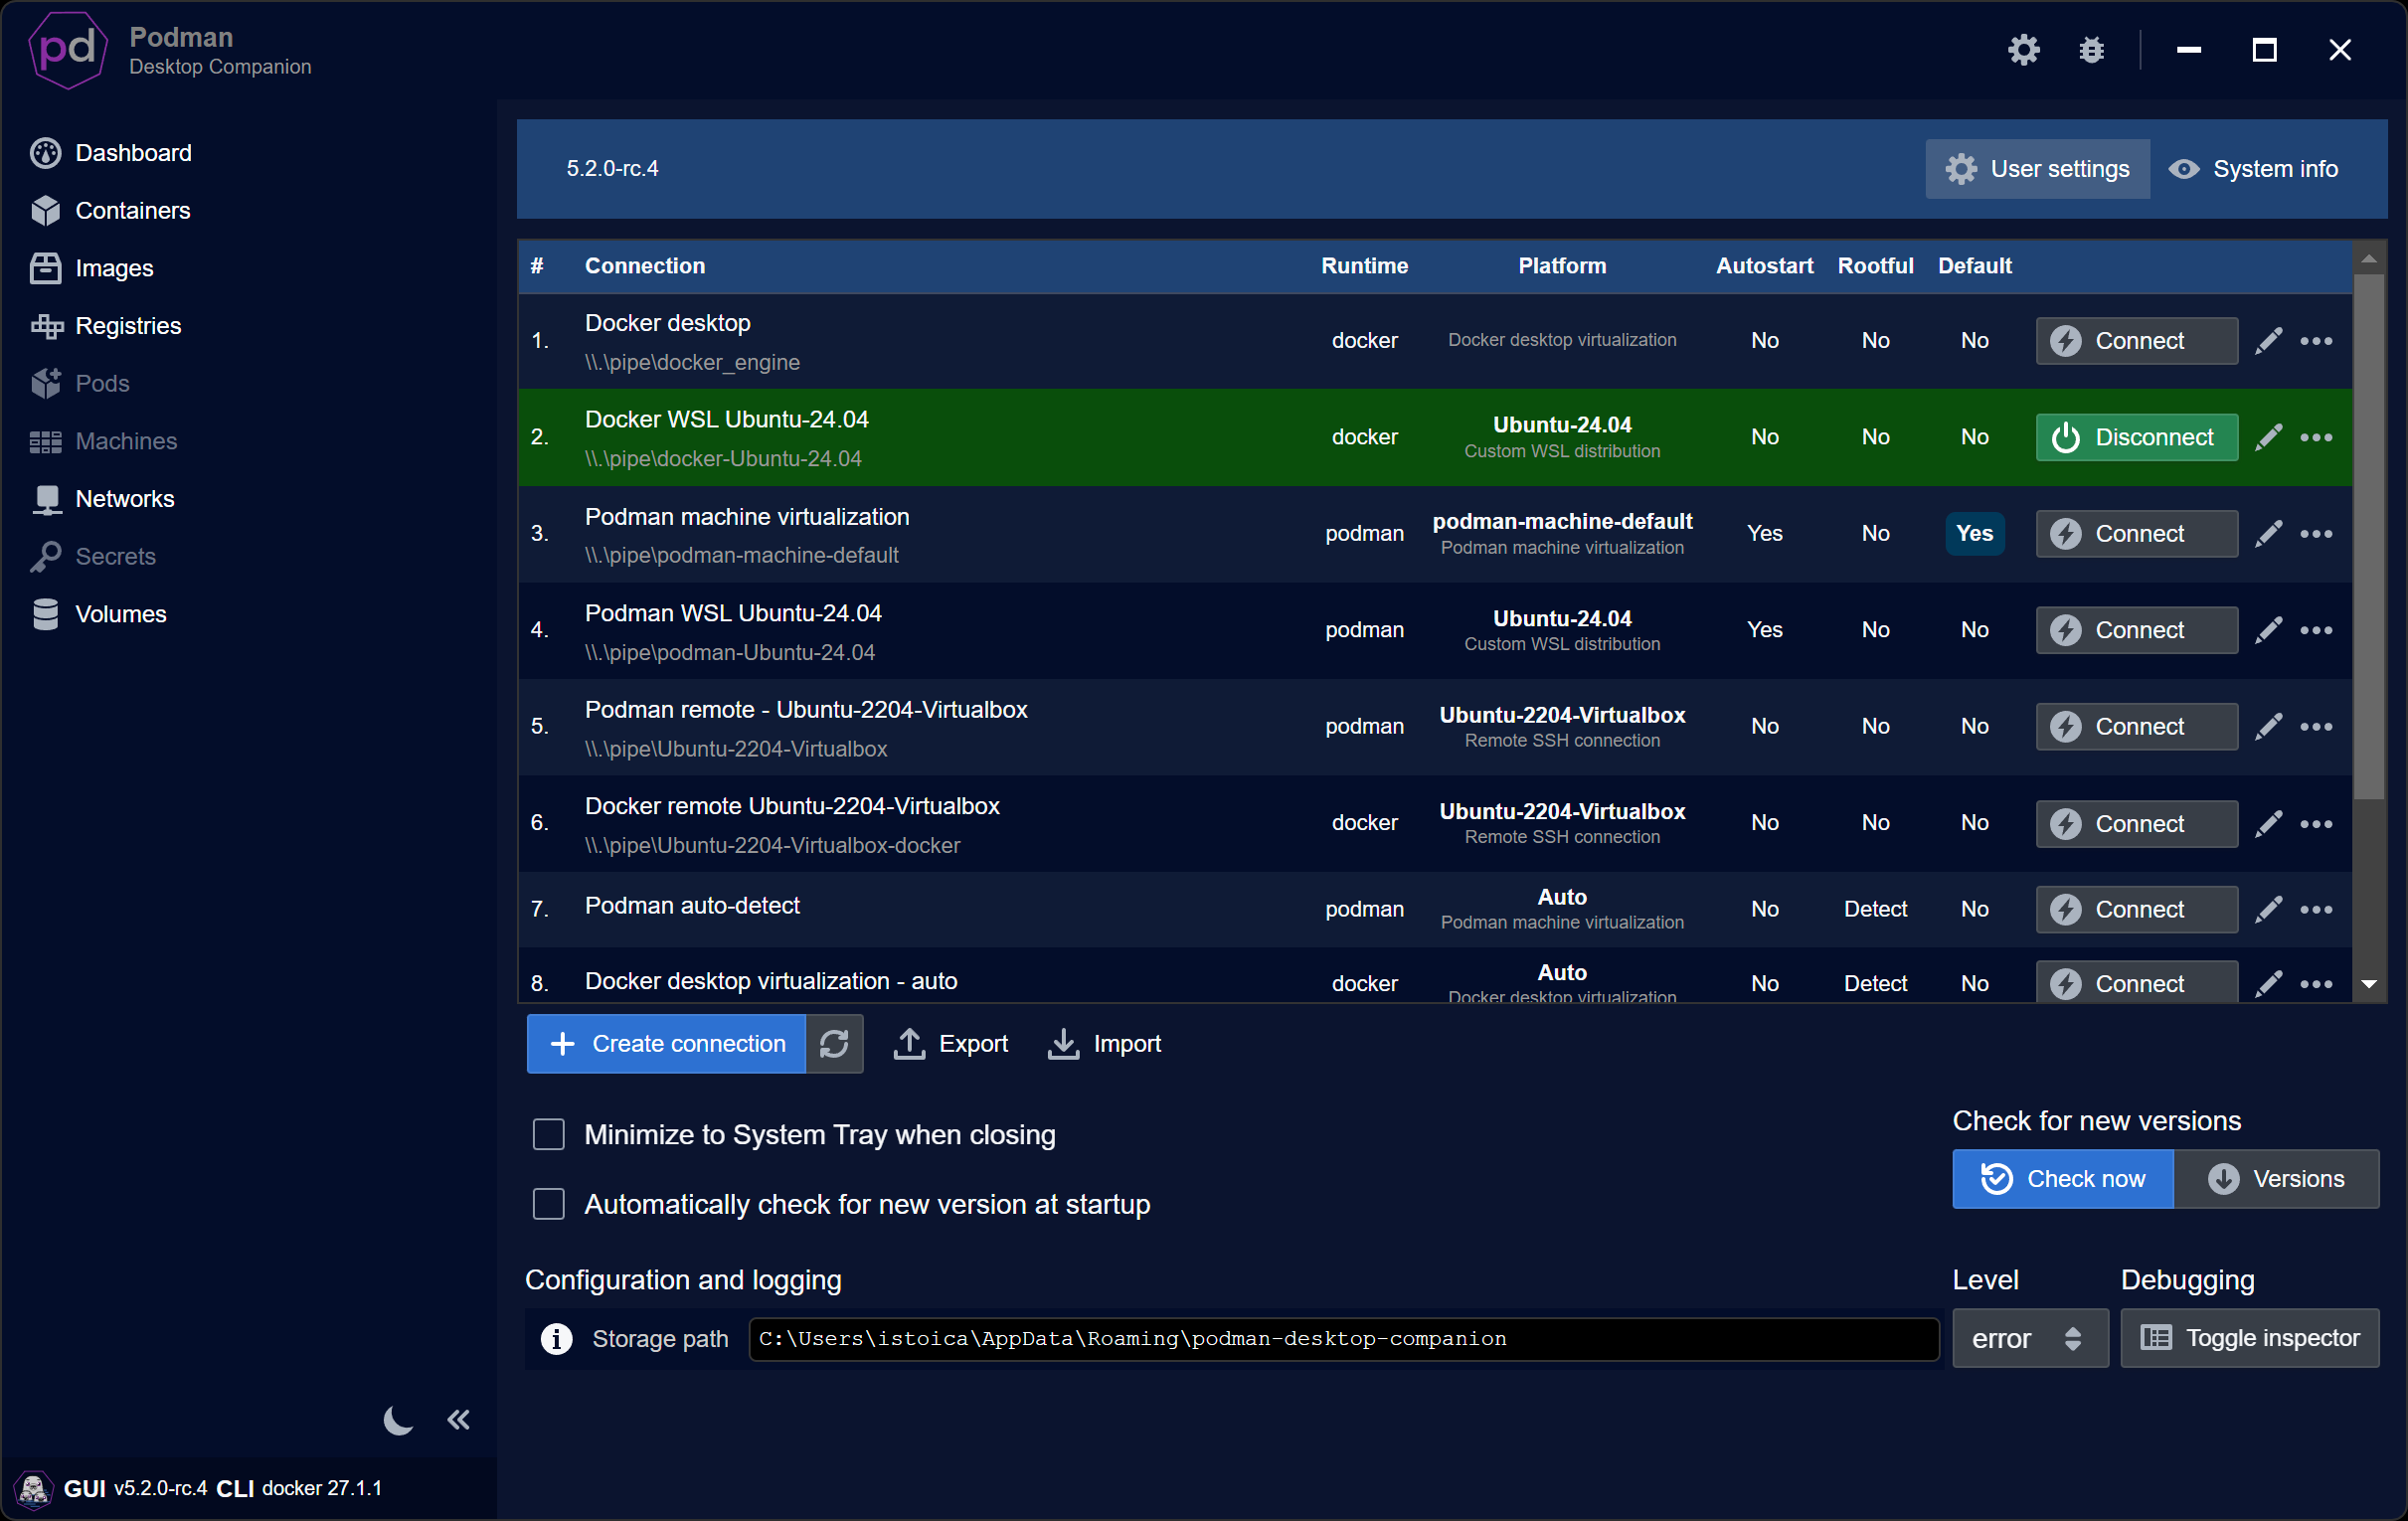 pd
Podman
Desktop Companion
Dashboard
Containers
Images
Registries
Pods
Machines
Networks
Secrets
Volumes
5.2.0-rc.4
User settings
System info
# Connection Runtime Platform Autostart Rootful Default
1. Docker desktop docker Docker desktop virtualization No No No Connect
\\.\pipe\docker_engine
2. Docker WSL Ubuntu-24.04 docker Ubuntu-24.04 No No No Disconnect
\\.\pipe\docker-Ubuntu-24.04 Custom WSL distribution
3. Podman machine virtualization podman podman-machine-default Yes No Yes Connect
\\.\pipe\podman-machine-default Podman machine virtualization
4. Podman WSL Ubuntu-24.04 podman Ubuntu-24.04 Yes No No Connect
\\.\pipe\podman-Ubuntu-24.04 Custom WSL distribution
5. Podman remote - Ubuntu-2204-Virtualbox podman Ubuntu-2204-Virtualbox No No No Connect
\\.\pipe\Ubuntu-2204-Virtualbox Remote SSH connection
6. Docker remote Ubuntu-2204-Virtualbox docker Ubuntu-2204-Virtualbox No No No Connect
\\.\pipe\Ubuntu-2204-Virtualbox-docker Remote SSH connection
7. Podman auto-detect podman Auto No Detect No Connect
Podman machine virtualization
8. Docker desktop virtualization - auto docker Auto No Detect No Connect
Docker desktop virtualization
Create connection Export Import
Minimize to System Tray when closing
Automatically check for new version at startup
Check for new versions
Check now Versions
Configuration and logging
Storage path C:\Users\istoica\AppData\Roaming\podman-desktop-companion
Level
error
Debugging
Toggle inspector
GUI v5.2.0-rc.4 CLI docker 27.1.1